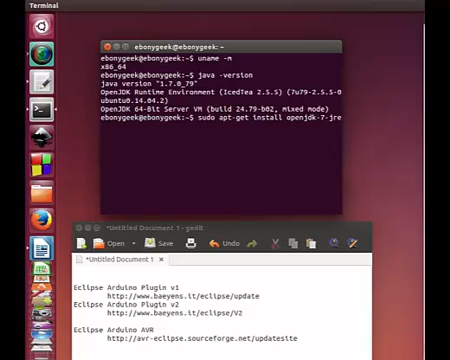 Terminal
ebonygeek@ebonygeek: ~
ebonygeek@ebonygeek:~$ uname -m
x86_64
ebonygeek@ebonygeek:~$ java -version
java version "1.7.0_79"
OpenJDK Runtime Environment (IcedTea 2.5.5) (7u79-2.5.5-0
ubuntu0.14.04.2)
OpenJDK 64-Bit Server VM (build 24.79-b02, mixed mode)
ebonygeek@ebonygeek:~$ sudo apt-get install openjdk-7-jre
*Untitled Document 1 - gedit
Open Save Undo
*Untitled Document 1 ×
Eclipse Arduino Plugin v1
http://www.baeyens.it/eclipse/update
Eclipse Arduino Plugin v2
http://www.baeyens.it/eclipse/V2
Eclipse Arduino AVR
http://avr-eclipse.sourceforge.net/updatesite